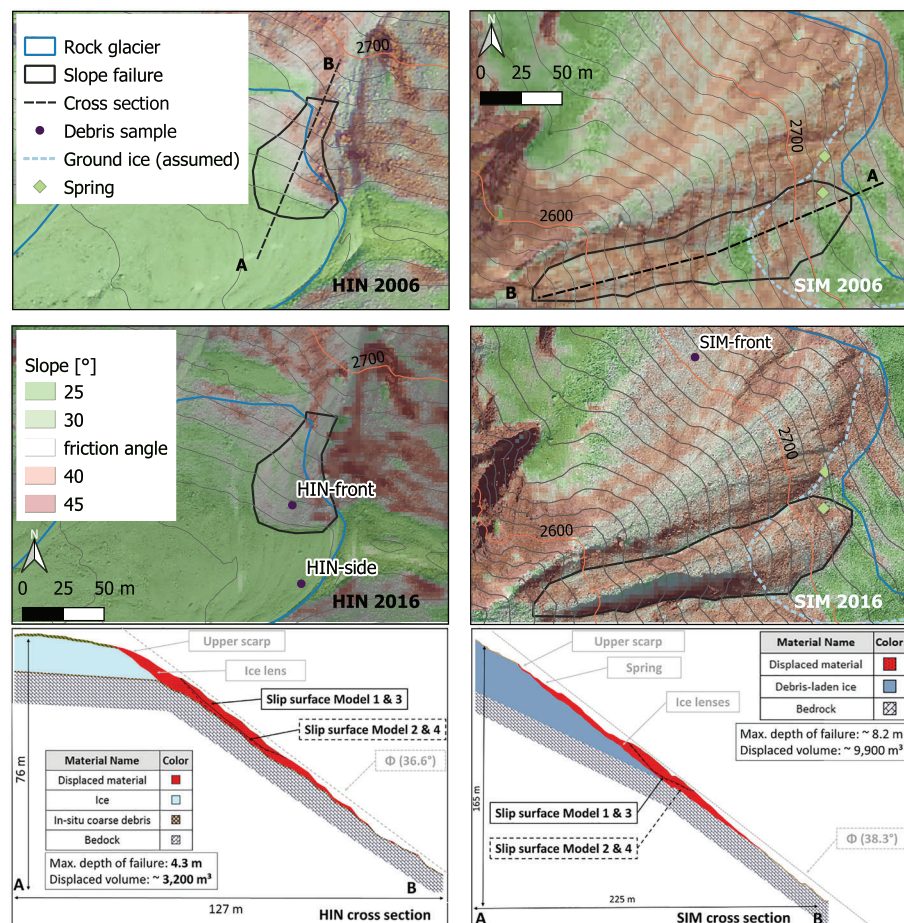 Rock glacier
Slope failure
Cross section
Debris sample
Ground ice (assumed)
Spring
2700
B
A
HIN 2006
N
0 25 50 m
2700
A
2600
B
SIM 2006
Slope [°]
25
30
friction angle
40
45
N
0 25 50 m
2700
HIN-front
HIN-side
HIN 2016
SIM-front
2700
2600
SIM 2016
Upper scarp
Ice lens
Slip surface Model 1 & 3
Slip surface Model 2 & 4
Φ (36.6°)
76 m
Material Name Color
Displaced material
Ice
In-situ coarse debris
Bedock
Max. depth of failure: 4.3 m
Displaced volume: ~ 3,200 m³
A
B
127 m
HIN cross section
Upper scarp
Spring
Ice lenses
Material Name Color
Displaced material
Debris-laden ice
Bedrock
Max. depth of failure: ~ 8.2 m
Displaced volume: ~ 9,900 m³
165 m
Slip surface Model 1 & 3
Slip surface Model 2 & 4
Φ (38.3°)
225 m
A
B
SIM cross section